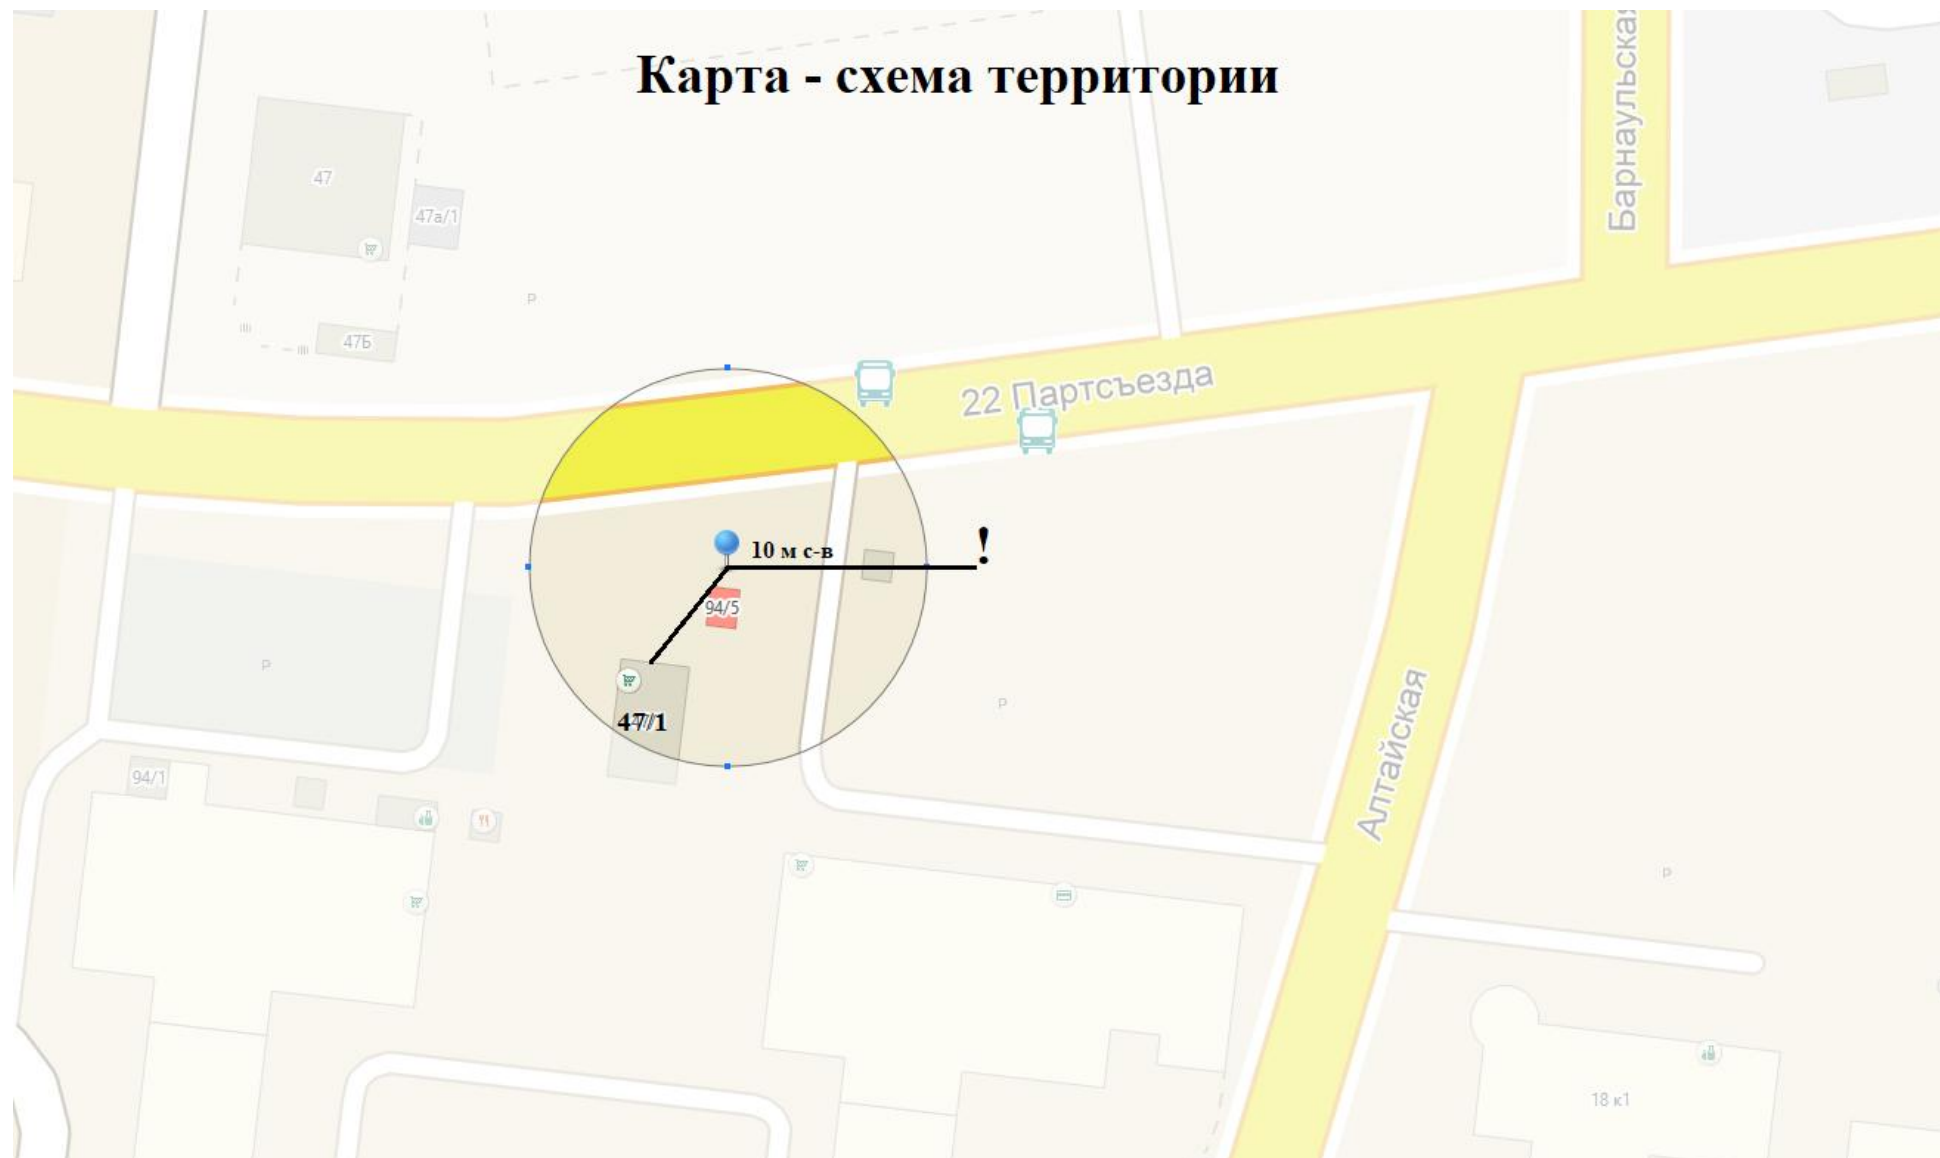 Карта - схема территории
Барнаульская
47
47а/1
Р
47Б
22 Партсъезда
10 м с-в
!
94/5
Р
47/1
Р
Алтайская
94/1
Р
18 к1